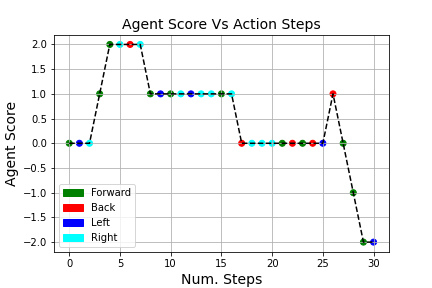 Agent Score Vs Action Steps
2.0
1.5
1.0
0.5
0.0
−0.5
−1.0
−1.5
−2.0
Agent Score
Forward
Back
Left
Right
0 5 10 15 20 25 30
Num. Steps